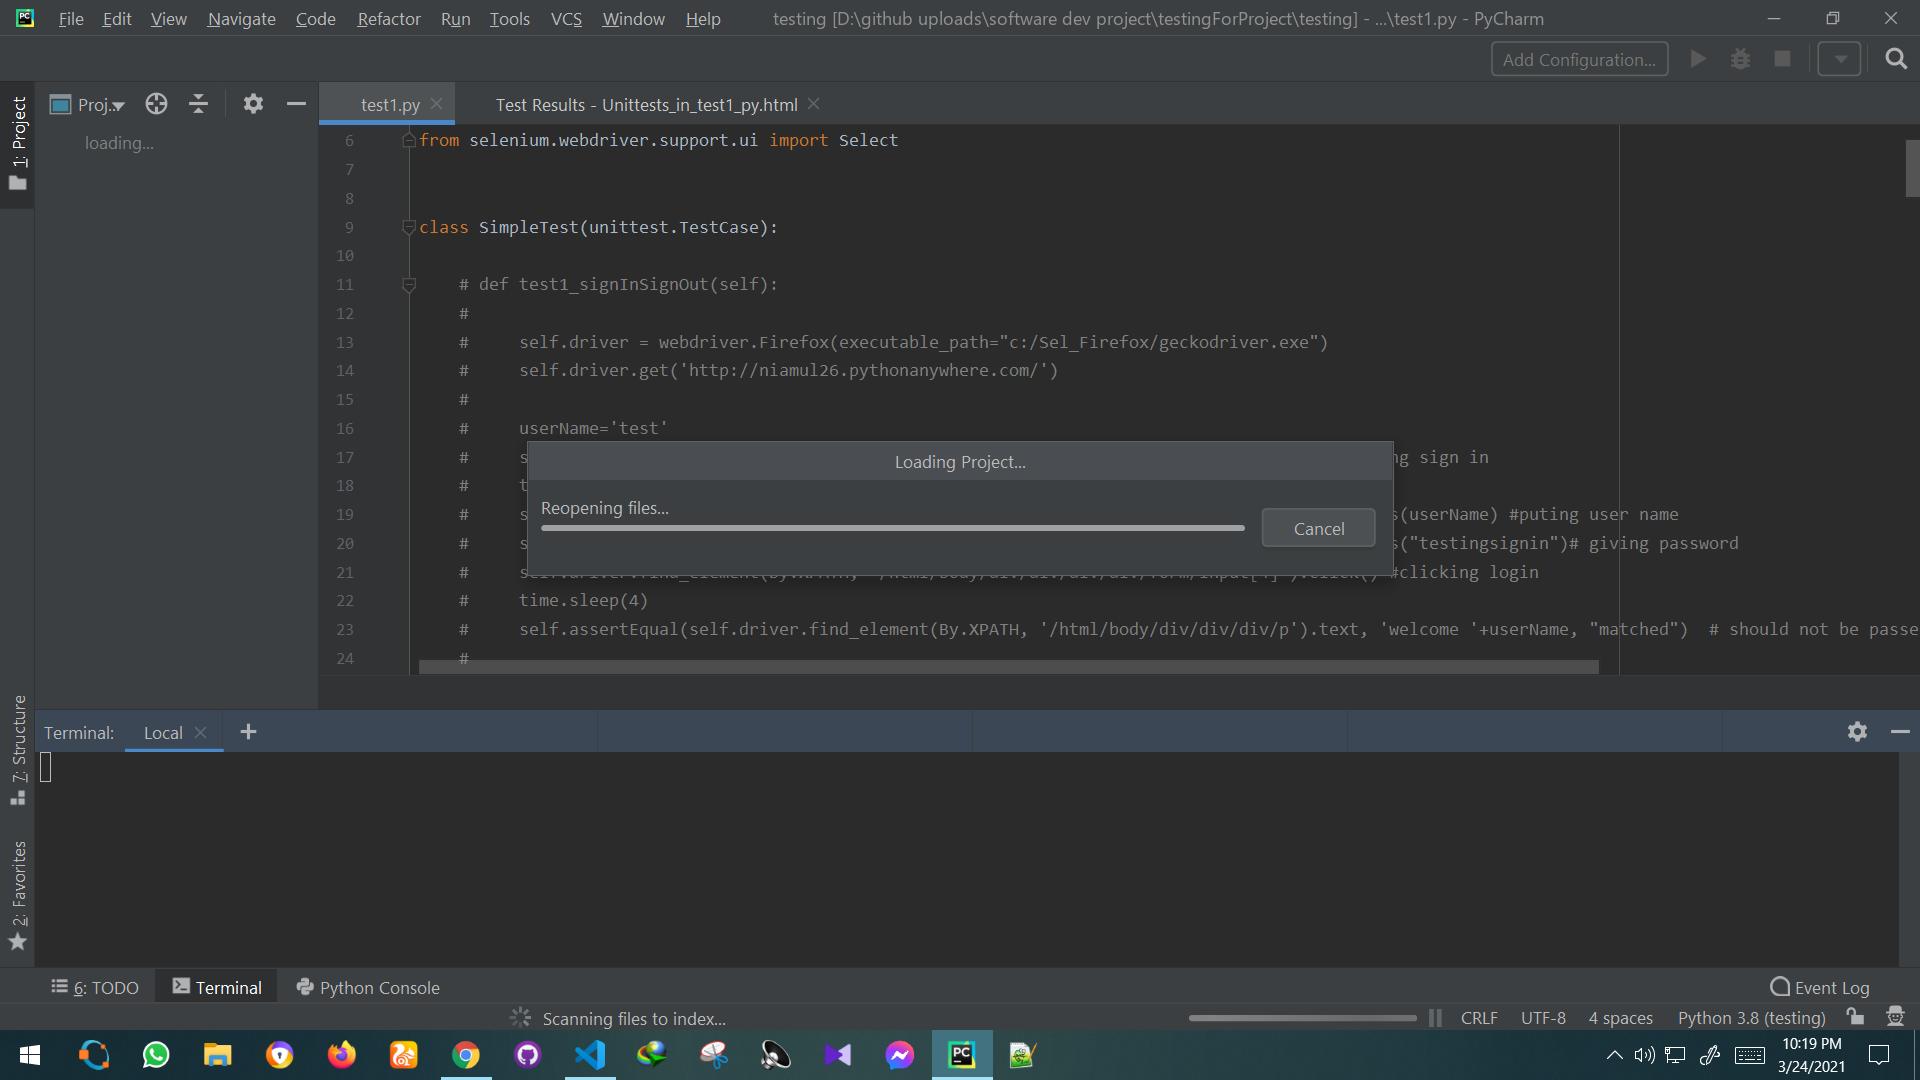 File Edit View Navigate Code Refactor Run Tools VCS Window Help testing [D:\github uploads\software dev project\testingForProject\testing] - ...\test1.py - PyCharm
Add Configuration...
1: Project
Proj..
test1.py
Test Results - Unittests_in_test1_py.html
loading...
6 from selenium.webdriver.support.ui import Select
7
8
9 class SimpleTest(unittest.TestCase):
10
11 # def test1_signInSignOut(self):
12 #
13 # self.driver = webdriver.Firefox(executable_path="c:/Sel_Firefox/geckodriver.exe")
14 # self.driver.get('http://niamul26.pythonanywhere.com/')
15 #
16 # userName='test'
17 # s ng sign in
18 # t
19 # s s(userName) #puting user name
20 # s s("testingsignin")# giving password
21 # #clicking login
22 # time.sleep(4)
23 # self.assertEqual(self.driver.find_element(By.XPATH, '/html/body/div/div/div/p').text, 'welcome '+userName, "matched") # should not be passe
24 #
Loading Project...
Reopening files...
Cancel
7: Structure
2: Favorites
Terminal: Local
6: TODO Terminal Python Console Event Log
Scanning files to index... CRLF UTF-8 4 spaces Python 3.8 (testing)
PC
10:19 PM
3/24/2021